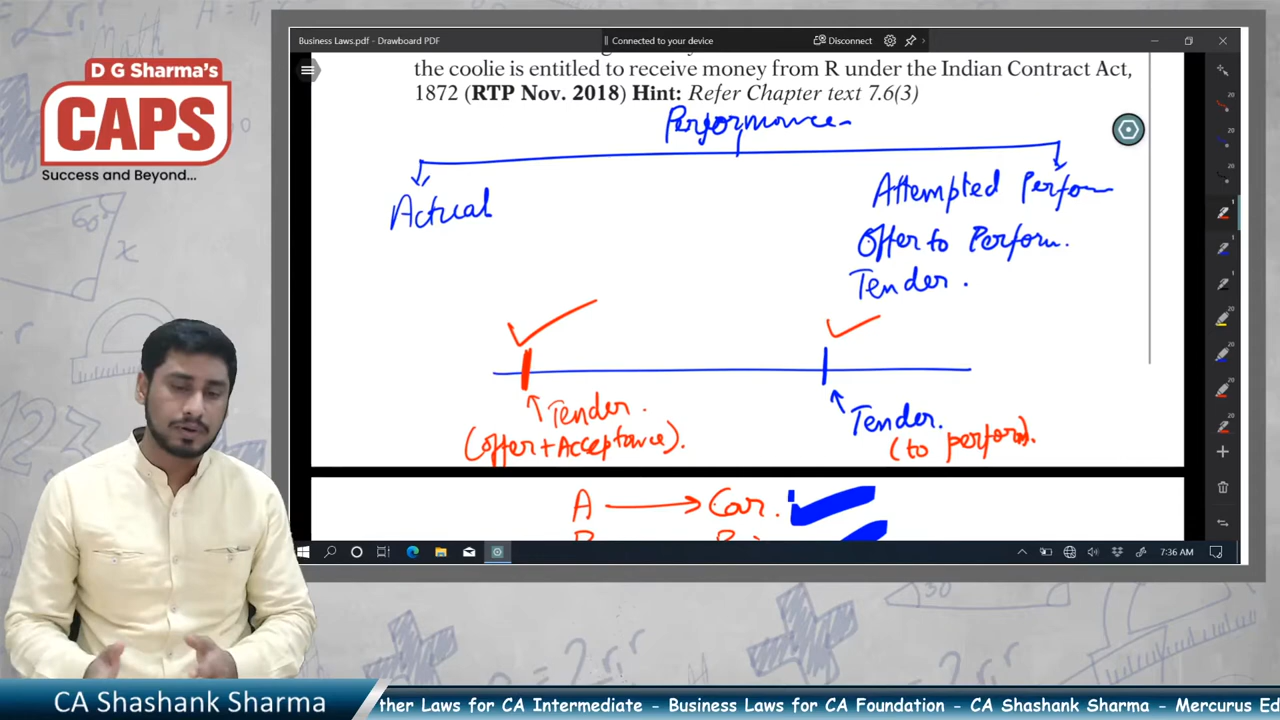 D G Sharma's
CAPS
Success and Beyond...
Business Laws.pdf - Drawboard PDF
Connected to your device
Disconnect
the coolie is entitled to receive money from R under the Indian Contract Act,
1872 (RTP Nov. 2018) Hint: Refer Chapter text 7.6(3)
Performance
Actual
Attempted Perform
Offer to Perform.
Tender.
Tender.
(offer+Acceptance).
Tender.
(to perform).
A → Car.
7:36 AM
CA Shashank Sharma
ther Laws for CA Intermediate - Business Laws for CA Foundation - CA Shashank Sharma - Mercurus Ed